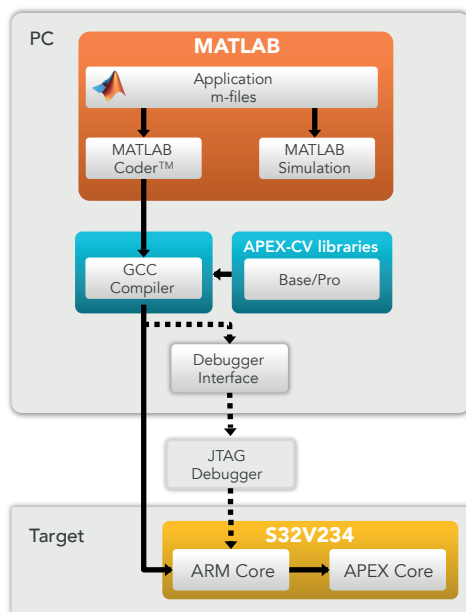 PC
MATLAB
Application
m-files
MATLAB
Coder™
MATLAB
Simulation
APEX-CV libraries
GCC
Compiler
Base/Pro
Debugger
Interface
JTAG
Debugger
Target
S32V234
ARM Core
APEX Core